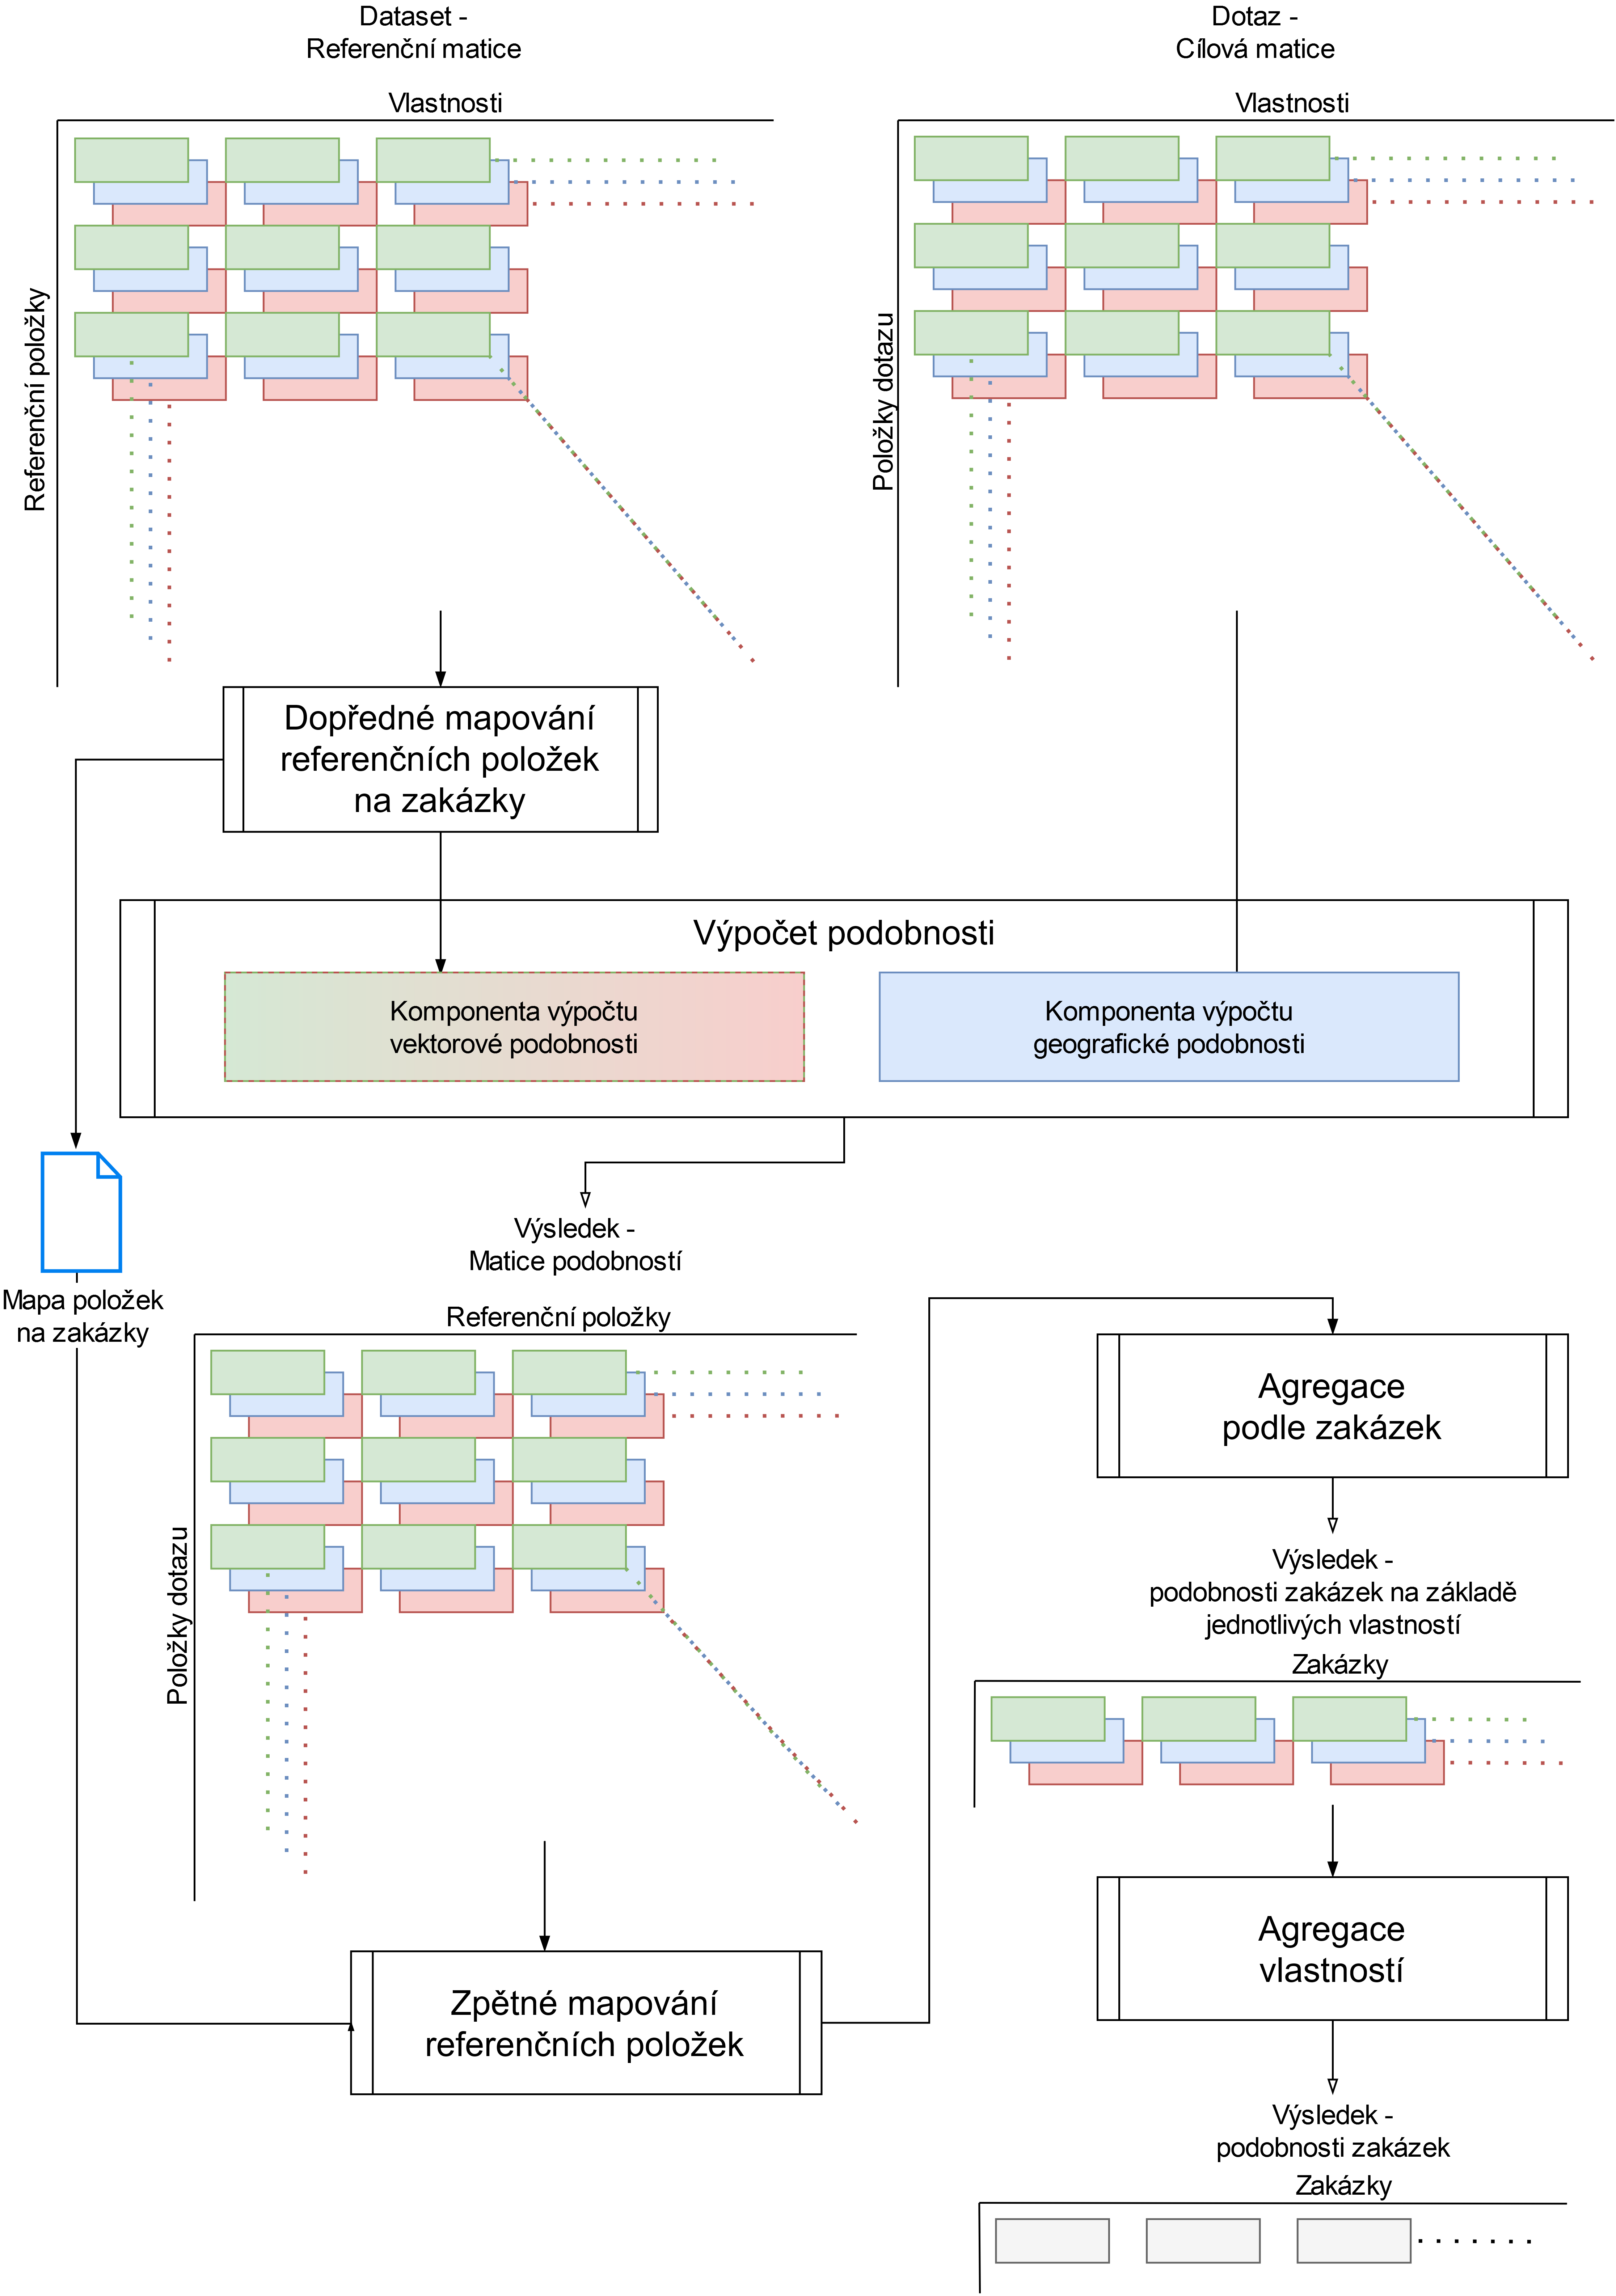 Dataset -
Referenční matice
Dotaz -
Cílová matice
Vlastnosti
Vlastnosti
Referenční položky
Položky dotazu
Dopředné mapování
referenčních položek
na zakázky
Výpočet podobnosti
Komponenta výpočtu
vektorové podobnosti
Komponenta výpočtu
geografické podobnosti
Výsledek -
Matice podobností
Mapa položek
na zakázky
Referenční položky
Položky dotazu
Zpětné mapování
referenčních položek
Agregace
podle zakázek
Výsledek -
podobnosti zakázek na základě
jednotlivých vlastností
Zakázky
Agregace
vlastností
Výsledek -
podobnosti zakázek
Zakázky